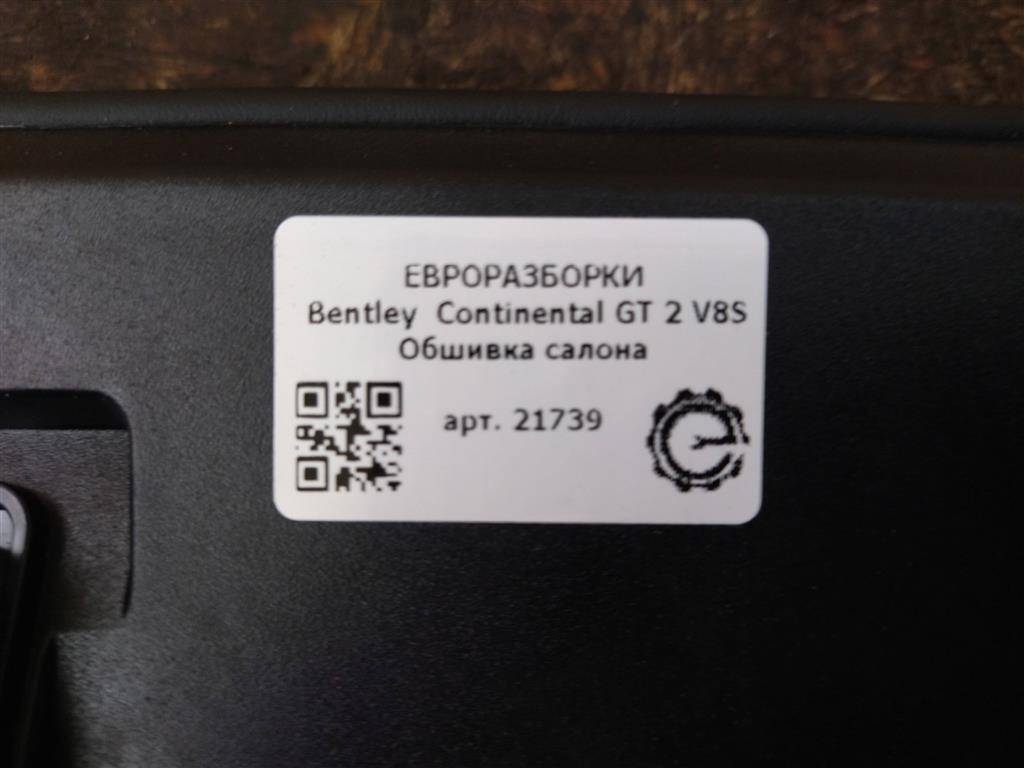 ЕВРОРАЗБОРКИ
Bentley Continental GT 2 V8S
Обшивка салона
арт. 21739